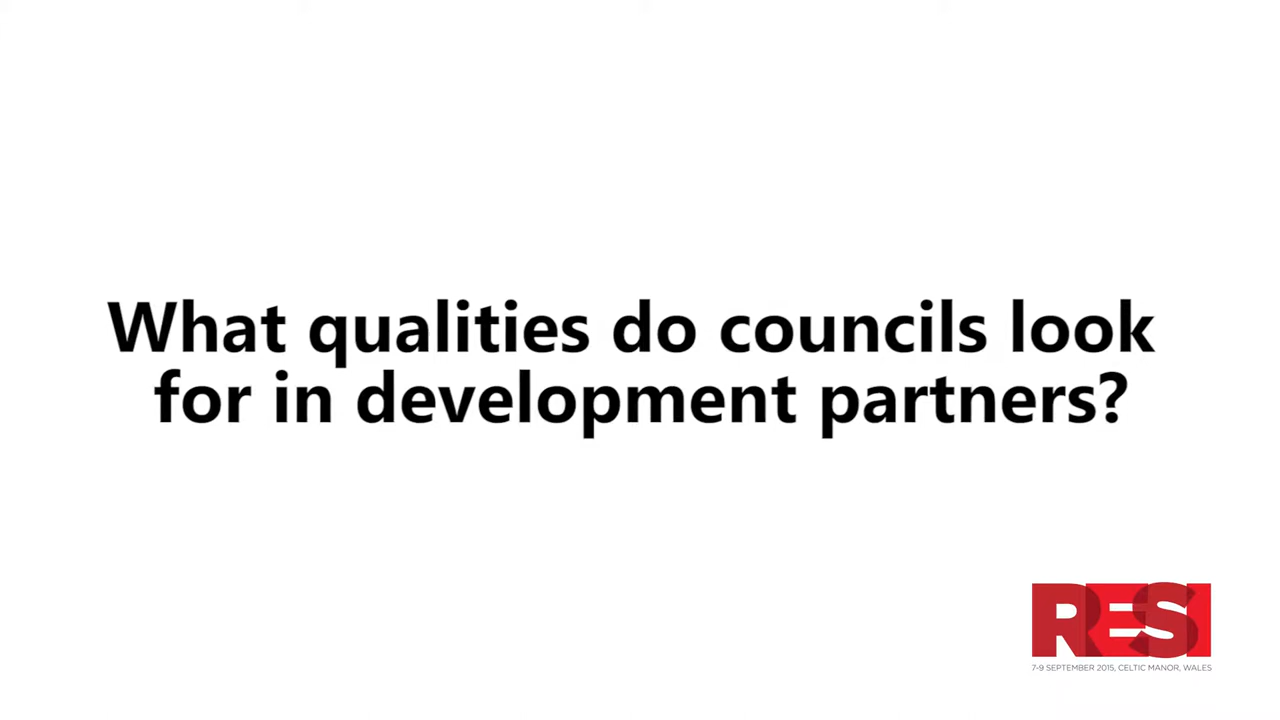 What qualities do councils look
for in development partners?
RESI
7-9 SEPTEMBER 2015, CELTIC MANOR, WALES